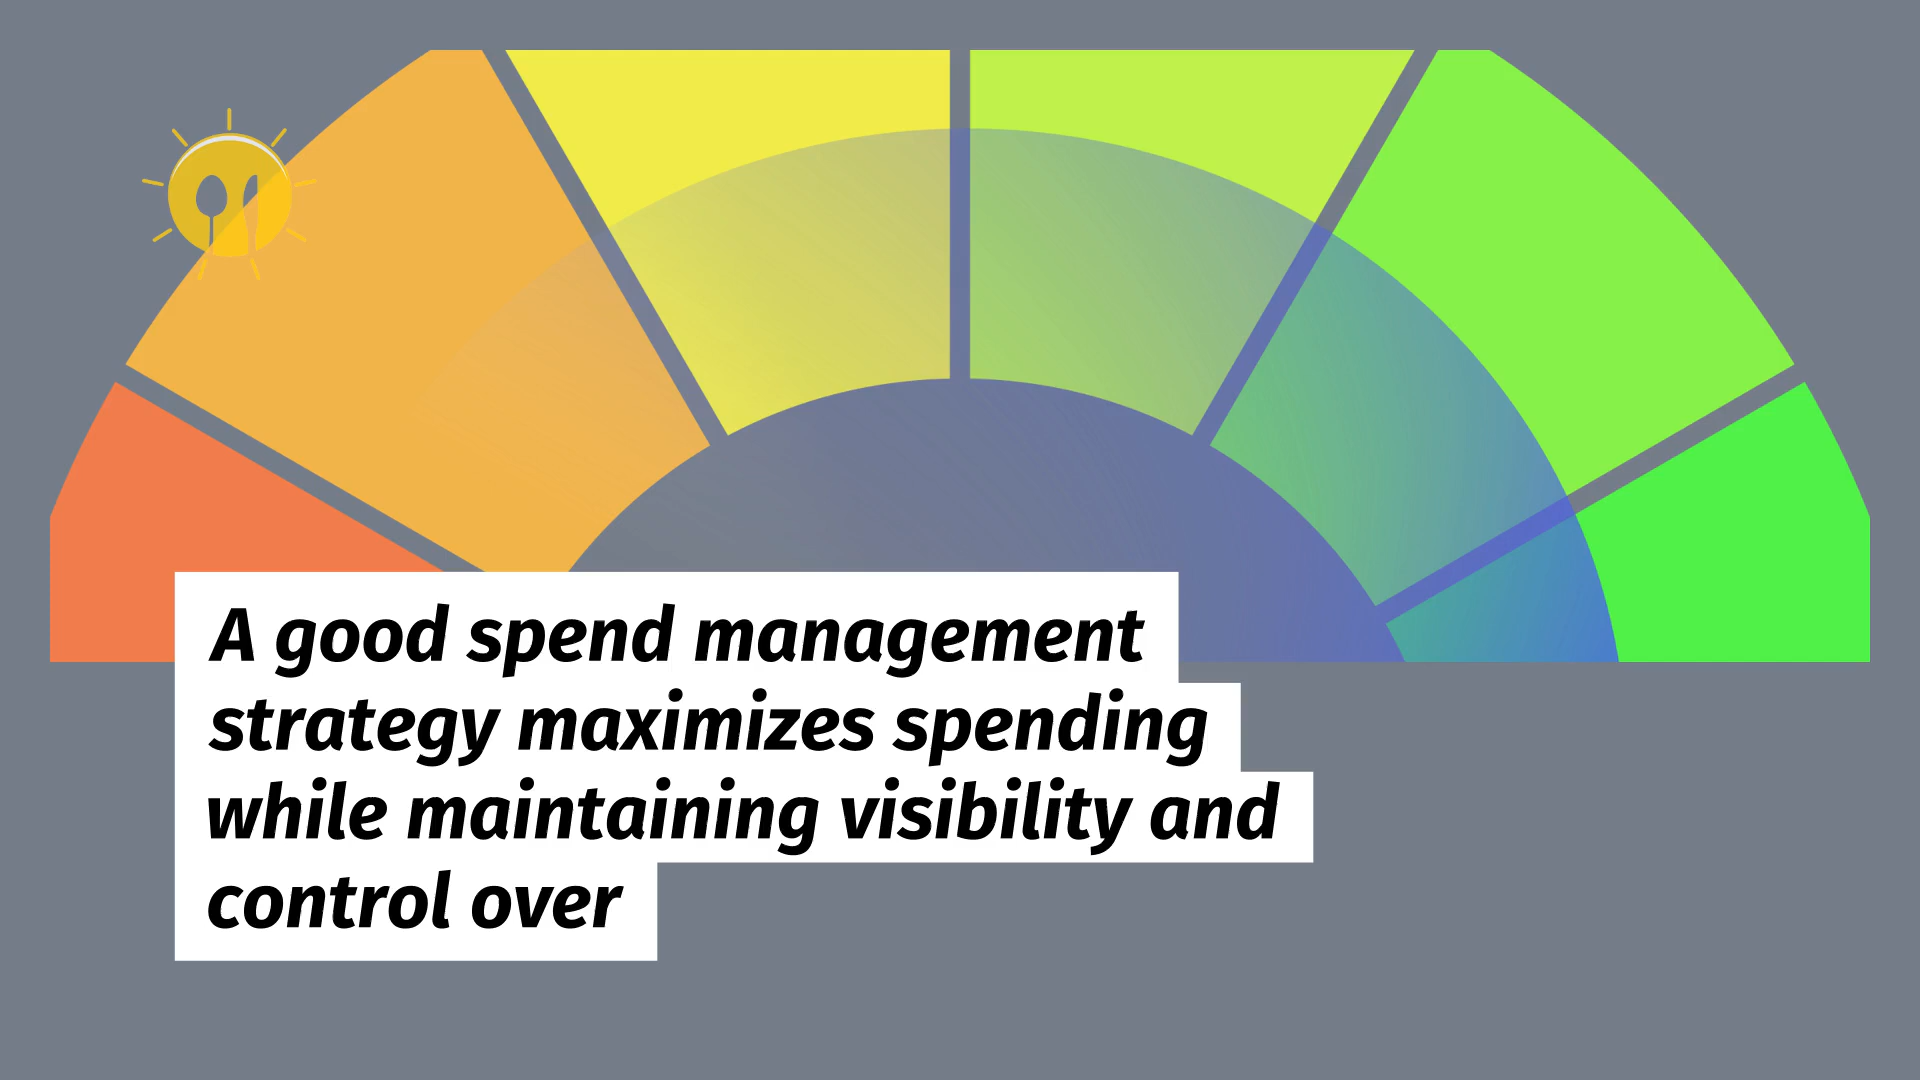 A good spend management
strategy maximizes spending
while maintaining visibility and
control over